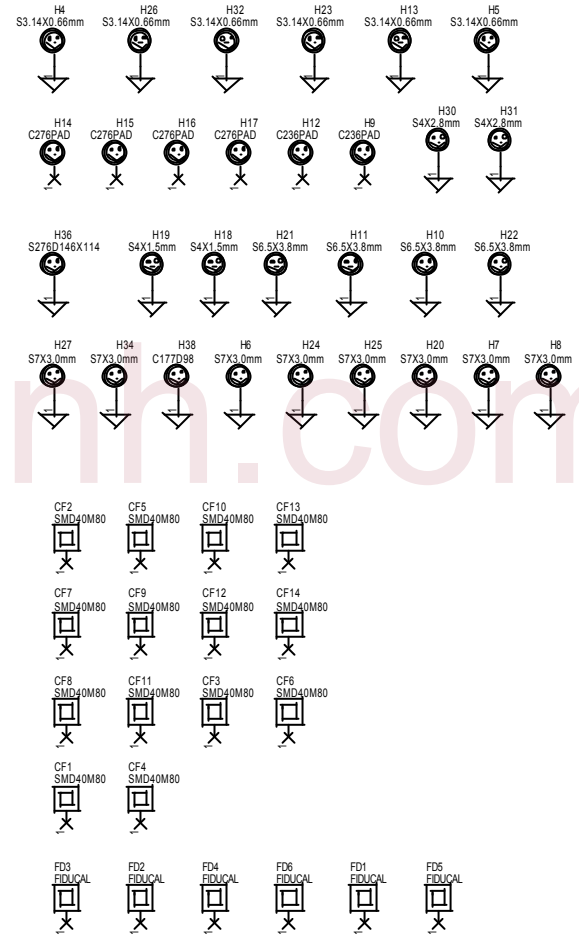 H4 H26 H32 H23 H13 H5
S3.14X0.66mm S3.14X0.66mm S3.14X0.66mm S3.14X0.66mm S3.14X0.66mm S3.14X0.66mm
H30 H31
S4X2.8mm S4X2.8mm
H14 H15 H16 H17 H12 H9
C276PAD C276PAD C276PAD C276PAD C236PAD C236PAD
H36 H19 H18 H21 H11 H10 H22
S276D146X114 S4X1.5mm S4X1.5mm S6.5X3.8mm S6.5X3.8mm S6.5X3.8mm S6.5X3.8mm
H27 H34 H38 H6 H24 H25 H20 H7 H8
S7X3.0mm S7X3.0mm C177D98 S7X3.0mm S7X3.0mm S7X3.0mm S7X3.0mm S7X3.0mm S7X3.0mm
nh.com
CF2 CF5 CF10 CF13
SMD40M80 SMD40M80 SMD40M80 SMD40M80
CF7 CF9 CF12 CF14
SMD40M80 SMD40M80 SMD40M80 SMD40M80
CF8 CF11 CF3 CF6
SMD40M80 SMD40M80 SMD40M80 SMD40M80
CF1 CF4
SMD40M80 SMD40M80
FD3 FD2 FD4 FD6 FD1 FD5
FIDUCAL FIDUCAL FIDUCAL FIDUCAL FIDUCAL FIDUCAL